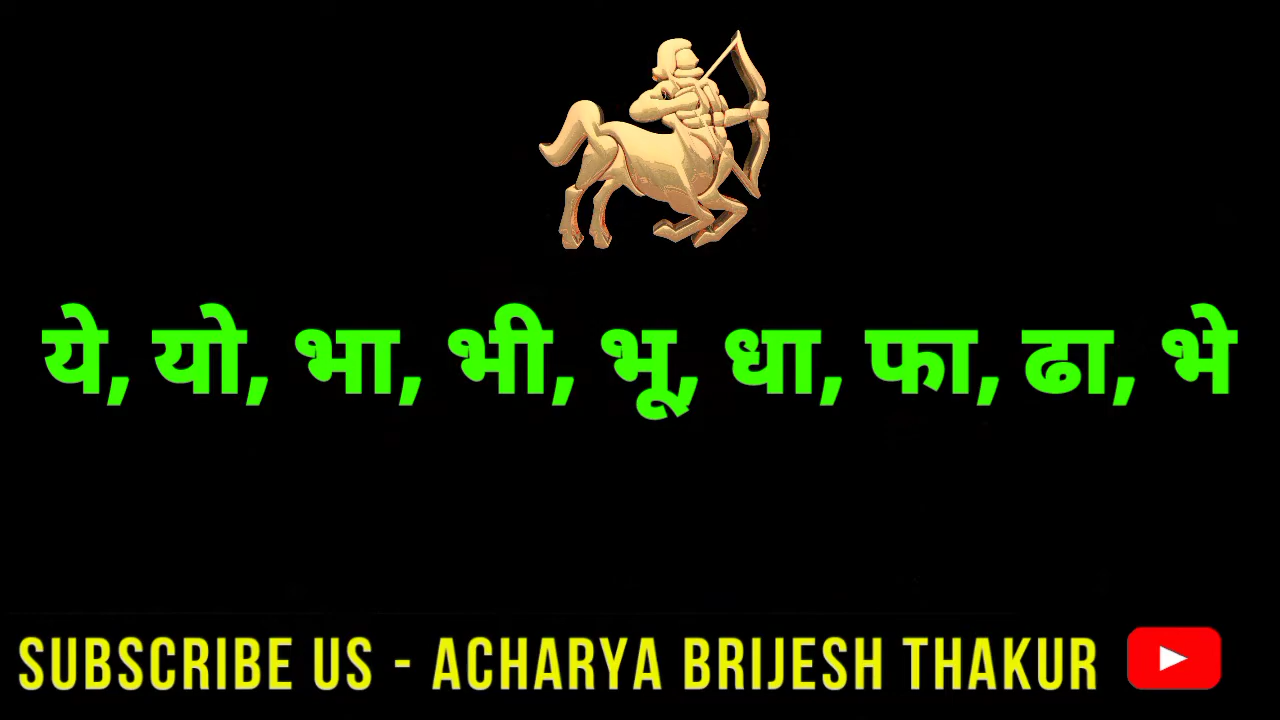 ये, यो, भा, भी, भू, धा, फा, ढा, भे
SUBSCRIBE US - ACHARYA BRIJESH THAKUR